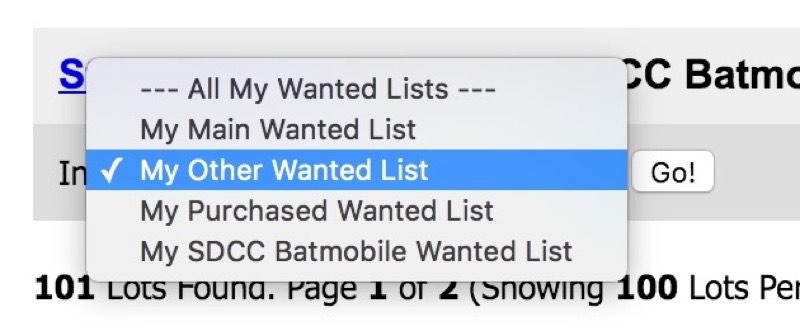 S CC Batmo
--- All My Wanted Lists ---
My Main Wanted List
In ✓ My Other Wanted List Go!
My Purchased Wanted List
My SDCC Batmobile Wanted List
101 Lots Found. Page 1 of 2 (Showing 100 Lots Per